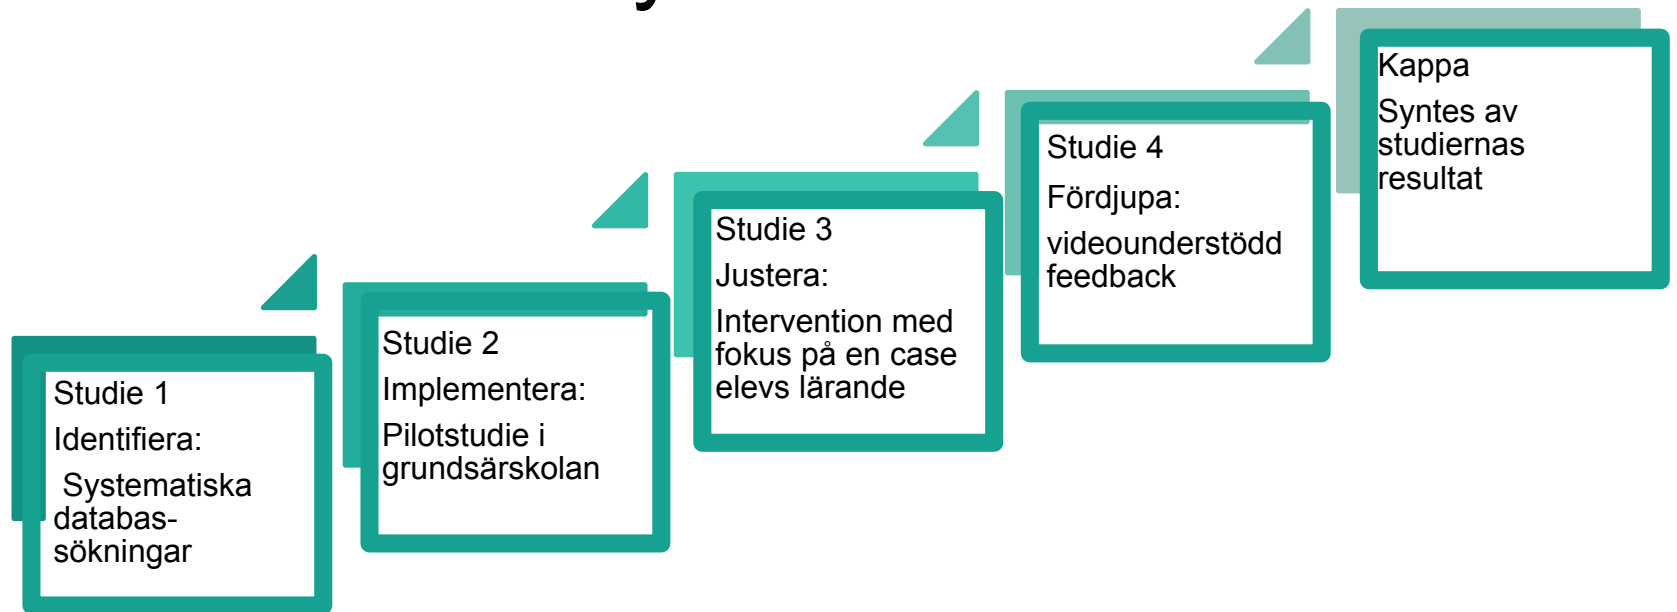 Studie 1
Identifiera:
Systematiska
databas-
sökningar
Studie 2
Implementera:
Pilotstudie i
grundsärskolan
Studie 3
Justera:
Intervention med
fokus på en case
elevs lärande
Studie 4
Fördjupa:
videounderstödd
feedback
Kappa
Syntes av
studiernas
resultat